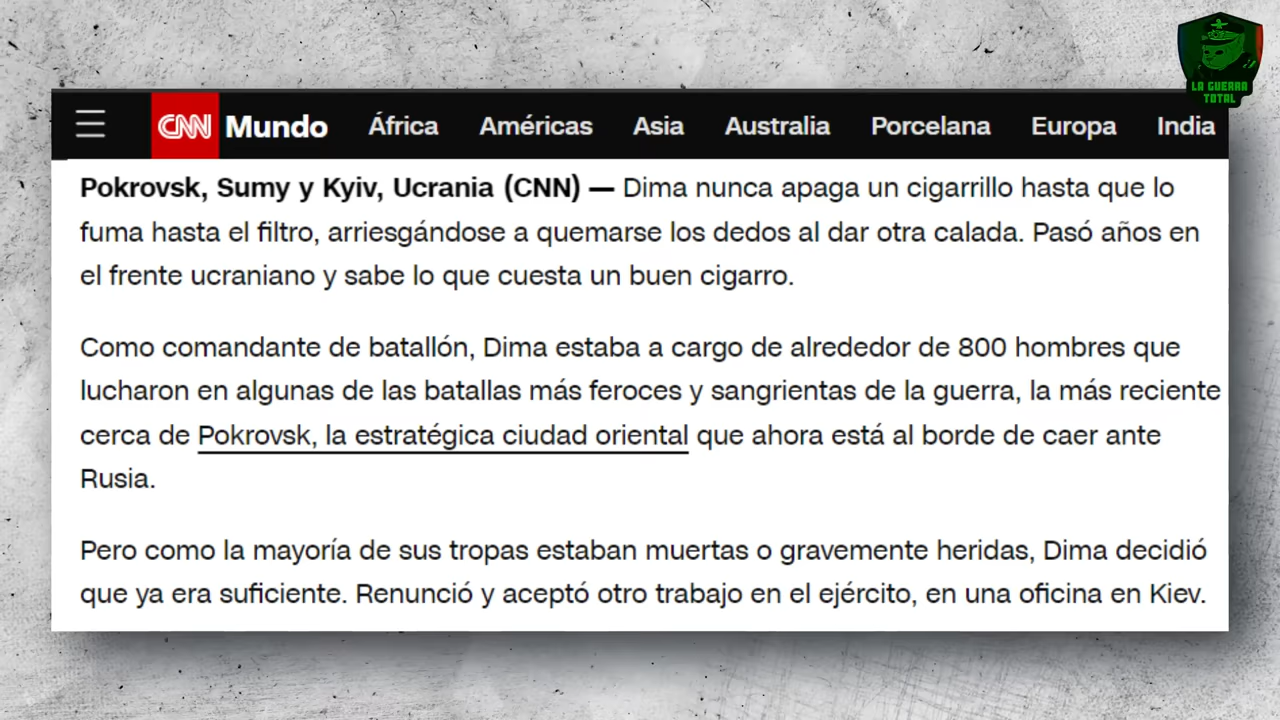 LA GUERRA
TOTAL
CNN Mundo África Américas Asia Australia Porcelana Europa India
Pokrovsk, Sumy y Kyiv, Ucrania (CNN) — Dima nunca apaga un cigarrillo hasta que lo
fuma hasta el filtro, arriesgándose a quemarse los dedos al dar otra calada. Pasó años en
el frente ucraniano y sabe lo que cuesta un buen cigarro.
Como comandante de batallón, Dima estaba a cargo de alrededor de 800 hombres que
lucharon en algunas de las batallas más feroces y sangrientas de la guerra, la más reciente
cerca de Pokrovsk, la estratégica ciudad oriental que ahora está al borde de caer ante
Rusia.
Pero como la mayoría de sus tropas estaban muertas o gravemente heridas, Dima decidió
que ya era suficiente. Renunció y aceptó otro trabajo en el ejército, en una oficina en Kiev.